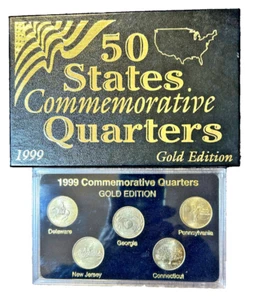 50
States
Commemorative
Quarters
1999 Gold Edition
1999 Commemorative Quarters
GOLD EDITION
Delaware Georgia Pennsylvania
New Jersey Connecticut